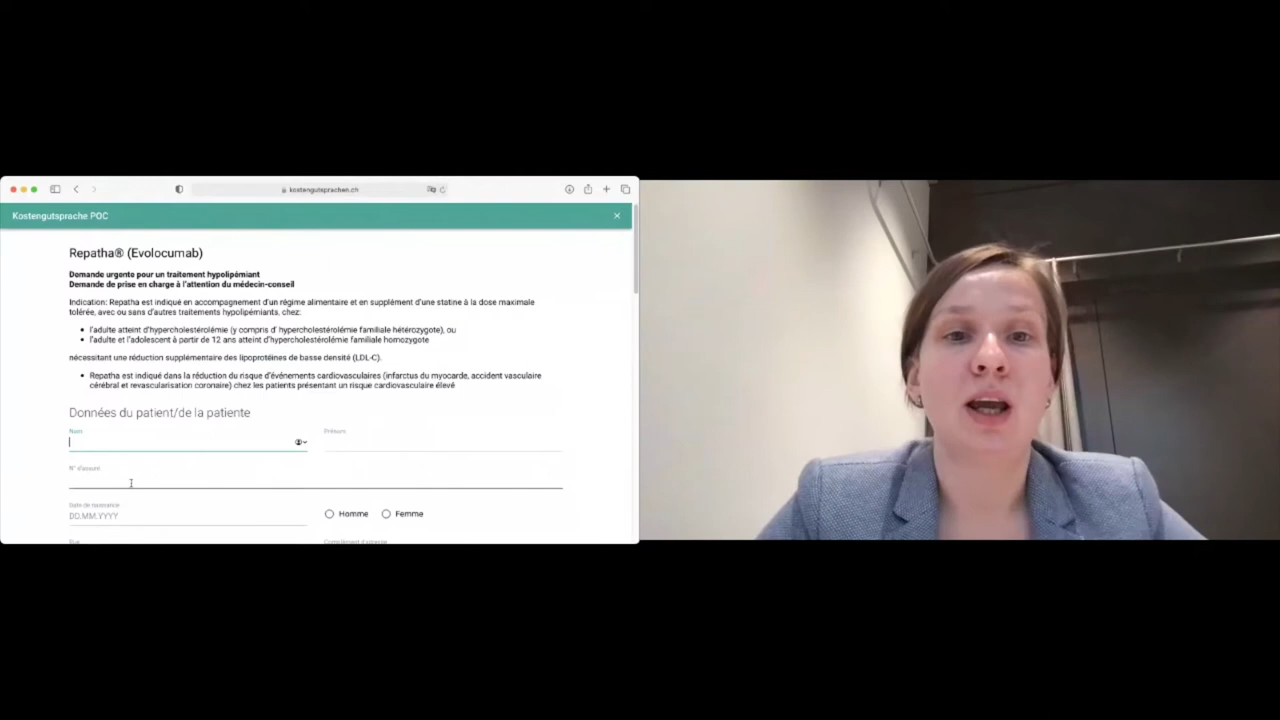 kostengutsprachen.ch
Kostengutsprache POC
Repatha® (Evolocumab)
Demande urgente pour un traitement hypolipémiant
Demande de prise en charge à l'attention du médecin-conseil
Indication: Repatha est indiqué en accompagnement d'un régime alimentaire et en supplément d'une statine à la dose maximale
tolérée, avec ou sans d'autres traitements hypolipémiants, chez:
l'adulte atteint d'hypercholestérolémie (y compris d' hypercholestérolémie familiale hétérozygote), ou
l'adulte et l'adolescent à partir de 12 ans atteint d'hypercholestérolémie familiale homozygote
nécessitant une réduction supplémentaire des lipoprotéines de basse densité (LDL-C).
Repatha est indiqué dans la réduction du risque d'événements cardiovasculaires (infarctus du myocarde, accident vasculaire
cérébral et revascularisation coronaire) chez les patients présentant un risque cardiovasculaire élevé
Données du patient/de la patiente
Nom
Prénom
N° d'assuré
Date de naissance
DD.MM.YYYY
Homme
Femme
Rue
Complément d'adresse